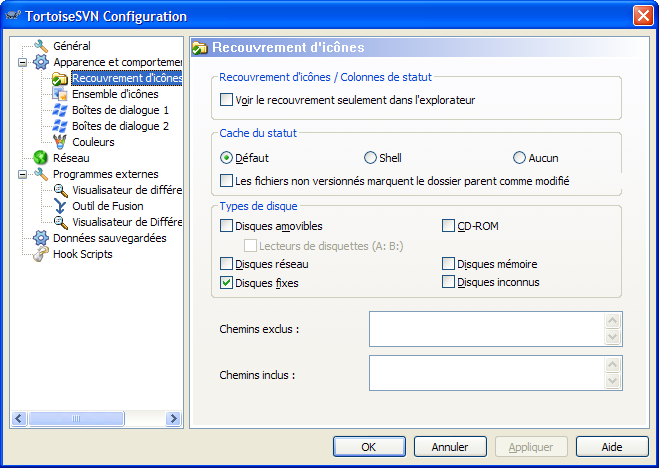 TortoiseSVN Configuration
Général
Apparence et comportemer
Recouvrement d'icônes
Ensemble d'icônes
Boîtes de dialogue 1
Boîtes de dialogue 2
Couleurs
Réseau
Programmes externes
Visualisateur de différe
Outil de Fusion
Visualisateur de Différe
Données sauvegardées
Hook Scripts
Recouvrement d'icônes
Recouvrement d'icônes / Colonnes de statut
Voir le recouvrement seulement dans l'explorateur
Cache du statut
Défaut
Shell
Aucun
Les fichiers non versionnés marquent le dossier parent comme modifié
Types de disque
Disques amovibles
CD-ROM
Lecteurs de disquettes (A: B:)
Disques réseau
Disques mémoire
Disques fixes
Disques inconnus
Chemins exclus :
Chemins inclus :
OK
Annuler
Appliquer
Aide